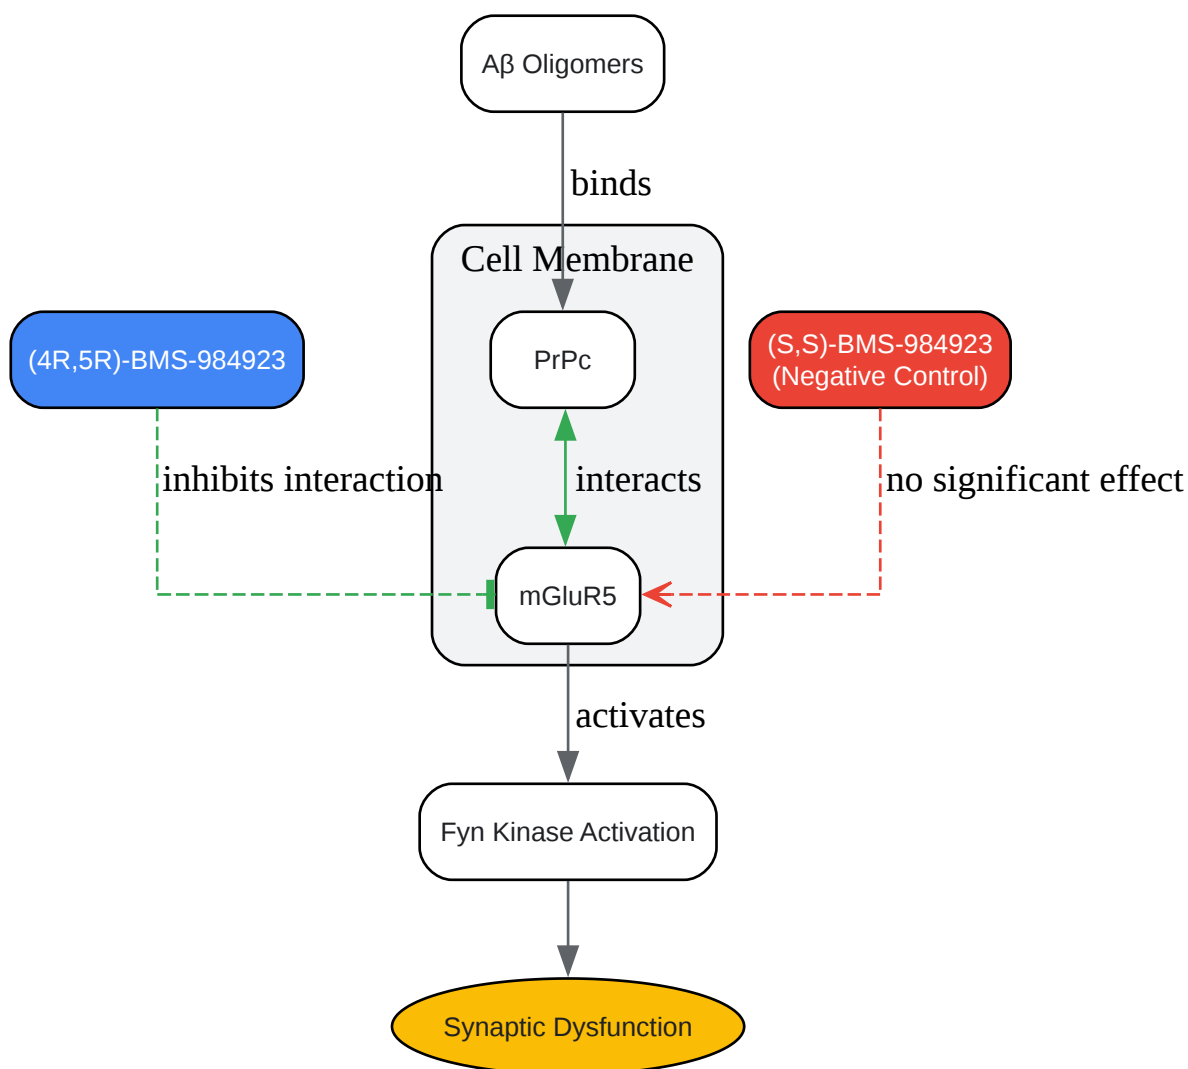 Aβ Oligomers
binds
Cell Membrane
(4R,5R)-BMS-984923
PrPc
(S,S)-BMS-984923
(Negative Control)
inhibits interaction
interacts
no significant effect
mGluR5
activates
Fyn Kinase Activation
Synaptic Dysfunction